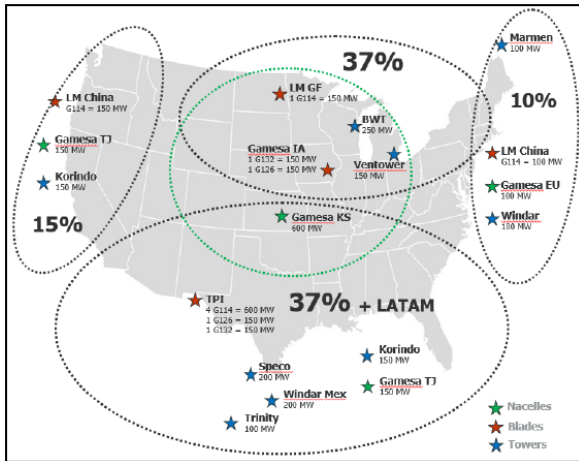 Marmen
100 MW
37%
10%
LM China
G114 = 150 MW
LM GF
1 G114 = 150 MW
BWT
250 MW
Gamesa TJ
150 MW
Gamesa IA
1 G132 = 150 MW
1 G126 = 150 MW
Ventower
150 MW
LM China
G114 = 100 MW
Korindo
150 MW
Gamesa EU
100 MW
15%
Gamesa KS
600 MW
Windar
100 MW
TPI
4 G114 = 600 MW
1 G126 = 150 MW
1 G132 = 150 MW
37% + LATAM
Speco
200 MW
Korindo
150 MW
Windar Mex
200 MW
Gamesa TJ
150 MW
Trinity
100 MW
Nacelles
Blades
Towers